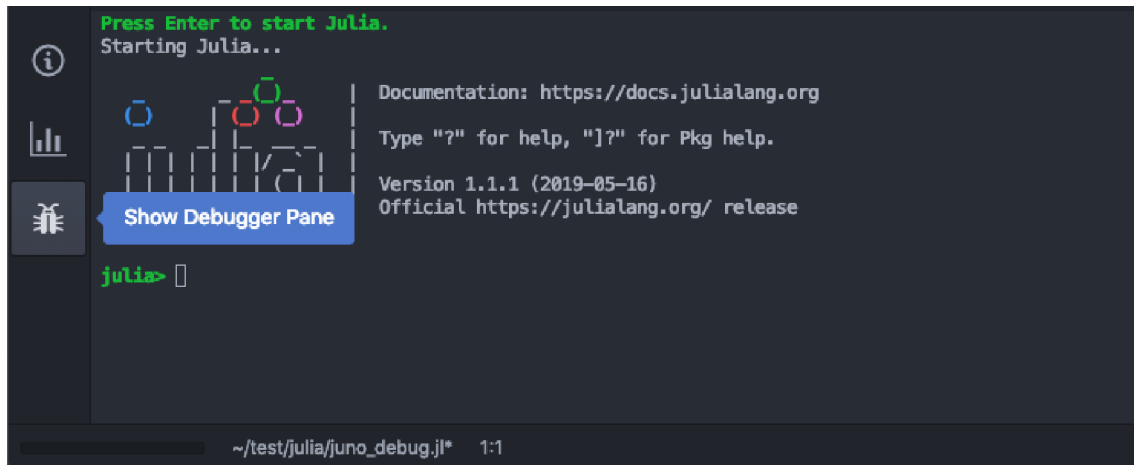 Press Enter to start Julia.
Starting Julia...
Documentation: https://docs.julialang.org
Type "?" for help, "]?" for Pkg help.
Version 1.1.1 (2019-05-16)
Official https://julialang.org/ release
Show Debugger Pane
julia>
~/test/julia/juno_debug.jl* 1:1